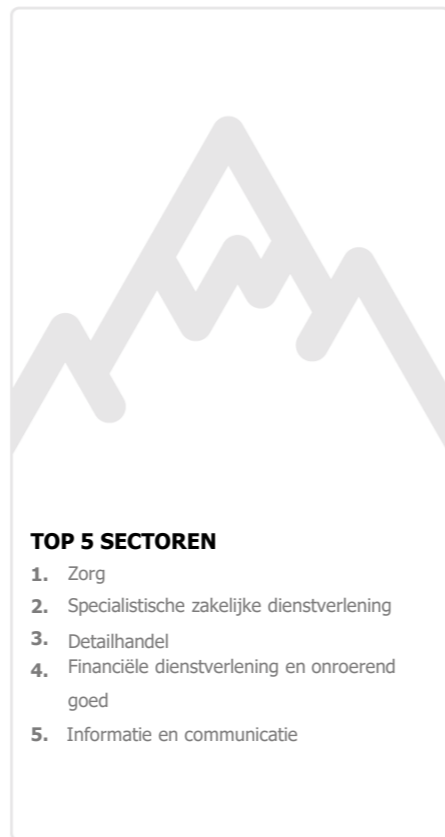 TOP 5 SECTOREN
1. Zorg
2. Specialistische zakelijke dienstverlening
3. Detailhandel
4. Financiële dienstverlening en onroerend
goed
5. Informatie en communicatie